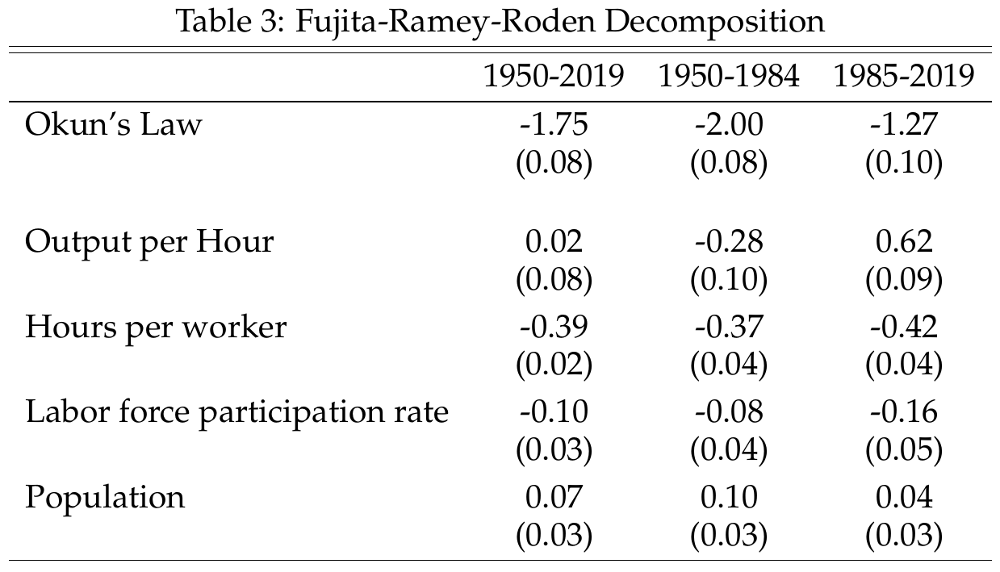 Table 3: Fujita-Ramey-Roden Decomposition
1950-2019 1950-1984 1985-2019
Okun's Law -1.75 -2.00 -1.27
(0.08) (0.08) (0.10)
Output per Hour 0.02 -0.28 0.62
(0.08) (0.10) (0.09)
Hours per worker -0.39 -0.37 -0.42
(0.02) (0.04) (0.04)
Labor force participation rate -0.10 -0.08 -0.16
(0.03) (0.04) (0.05)
Population 0.07 0.10 0.04
(0.03) (0.03) (0.03)